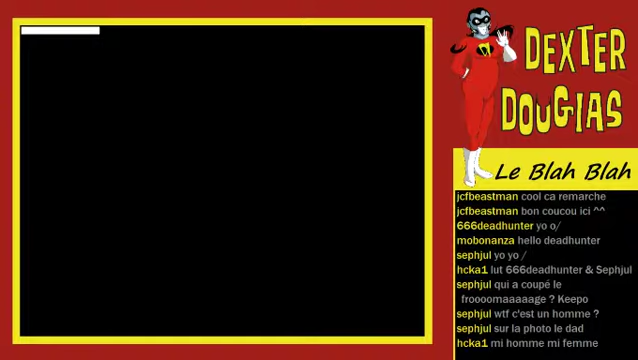 DEXTER
DOUGlAS
Le Blah Blah
jcfbeastman cool ca remarche
jcfbeastman bon coucou ici ^^
666deadhunter yo o/
mobonanza hello deadhunter
sephjul yo yo /
hcka1 lut 666deadhunter & Sephjul
sephjul qui a coupé le
froooomaaaaage ? Keepo
sephjul wtf c'est un homme ?
sephjul sur la photo le dad
hcka1 mi homme mi femme